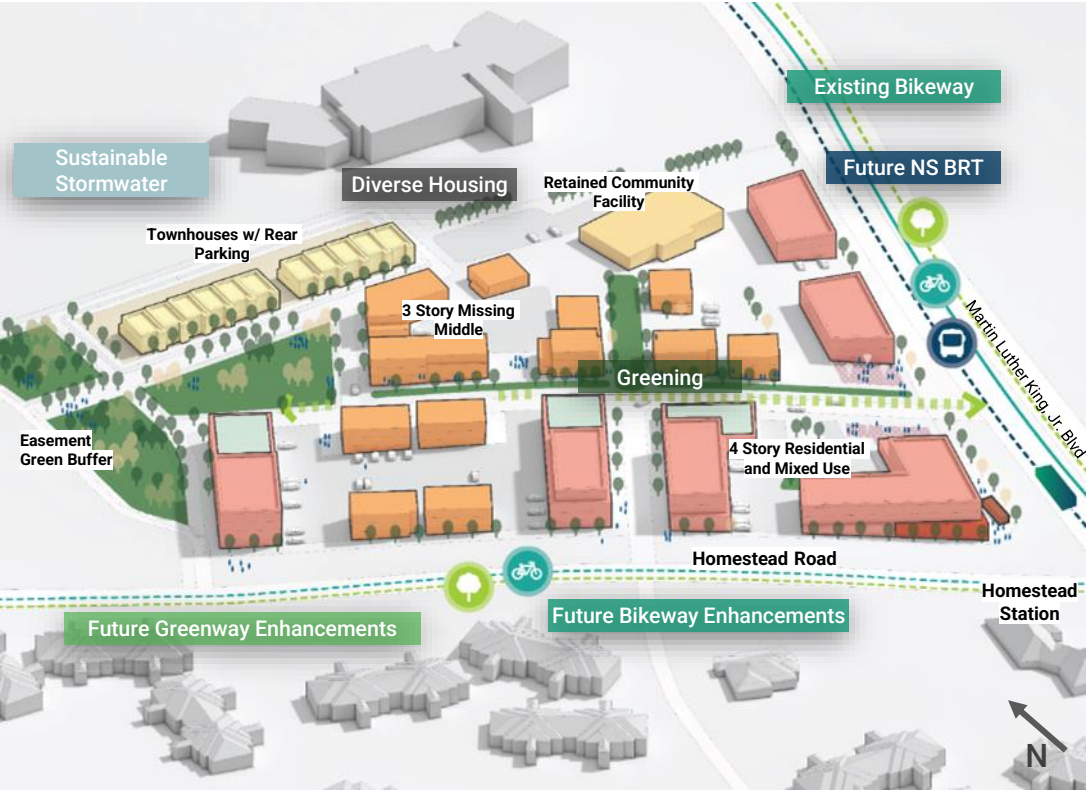 Existing Bikeway
Sustainable
Stormwater
Future NS BRT
Diverse Housing
Retained Community
Facility
Townhouses w/ Rear
Parking
3 Story Missing
Middle
Martin Luther King, Jr. Blvd
Greening
Easement
Green Buffer
4 Story Residential
and Mixed Use
Homestead Road
Homestead
Station
Future Greenway Enhancements
Future Bikeway Enhancements
N